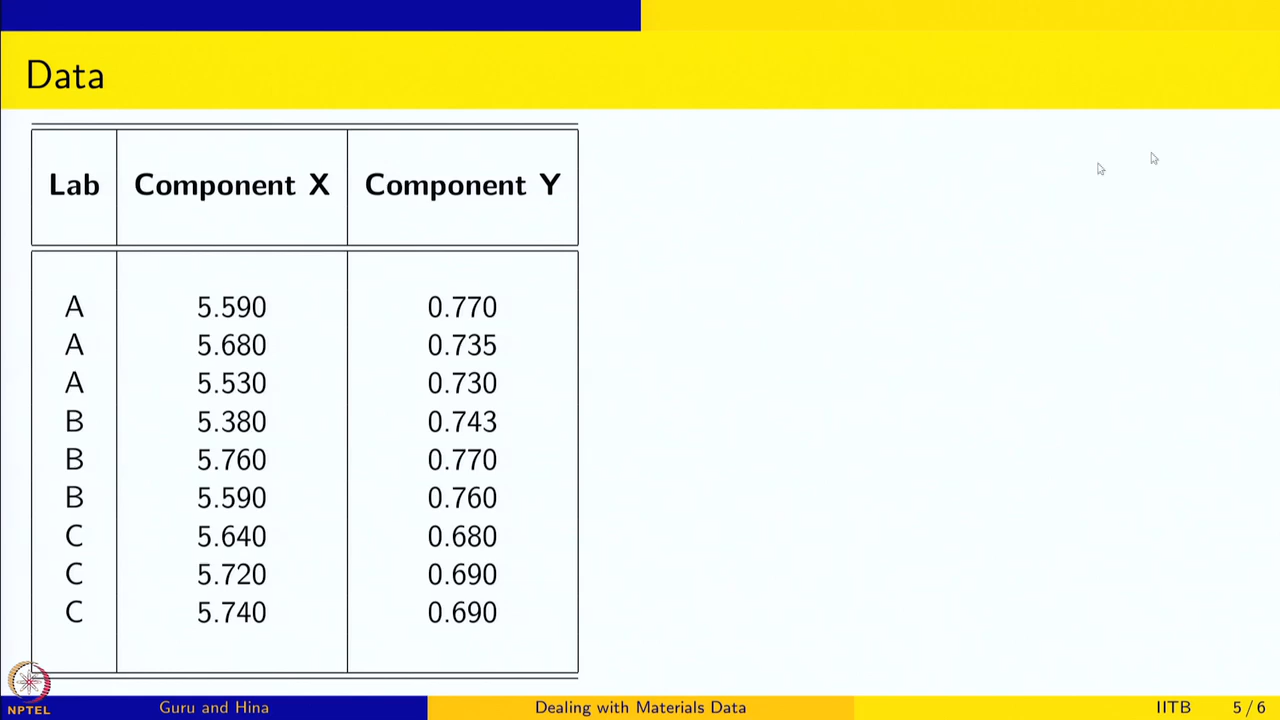 Data
Lab Component X Component Y
A 5.590 0.770
A 5.680 0.735
A 5.530 0.730
B 5.380 0.743
B 5.760 0.770
B 5.590 0.760
C 5.640 0.680
C 5.720 0.690
C 5.740 0.690
NPTEL Guru and Hina Dealing with Materials Data IITB 5 / 6